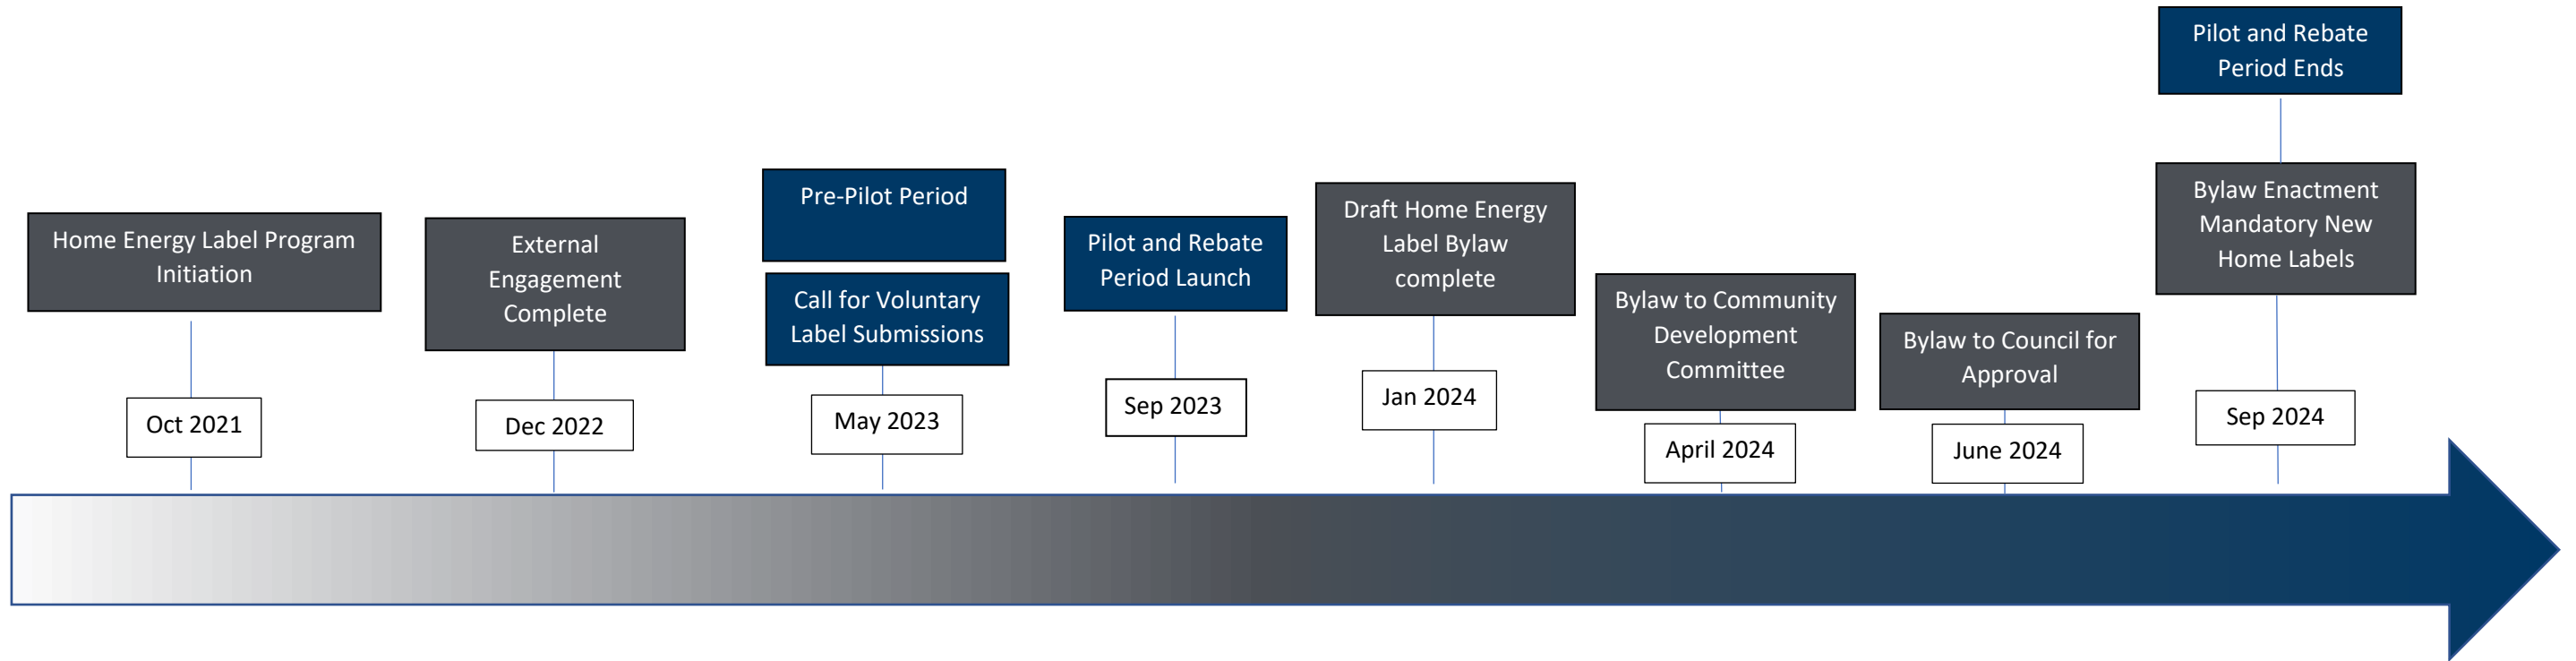 Home Energy Label Program
Initiation
Oct 2021
External
Engagement
Complete
Dec 2022
Pre-Pilot Period
Call for Voluntary
Label Submissions
May 2023
Pilot and Rebate
Period Launch
Sep 2023
Draft Home Energy
Label Bylaw
complete
Jan 2024
Bylaw to Community
Development
Committee
April 2024
Bylaw to Council for
Approval
June 2024
Pilot and Rebate
Period Ends
Bylaw Enactment
Mandatory New
Home Labels
Sep 2024